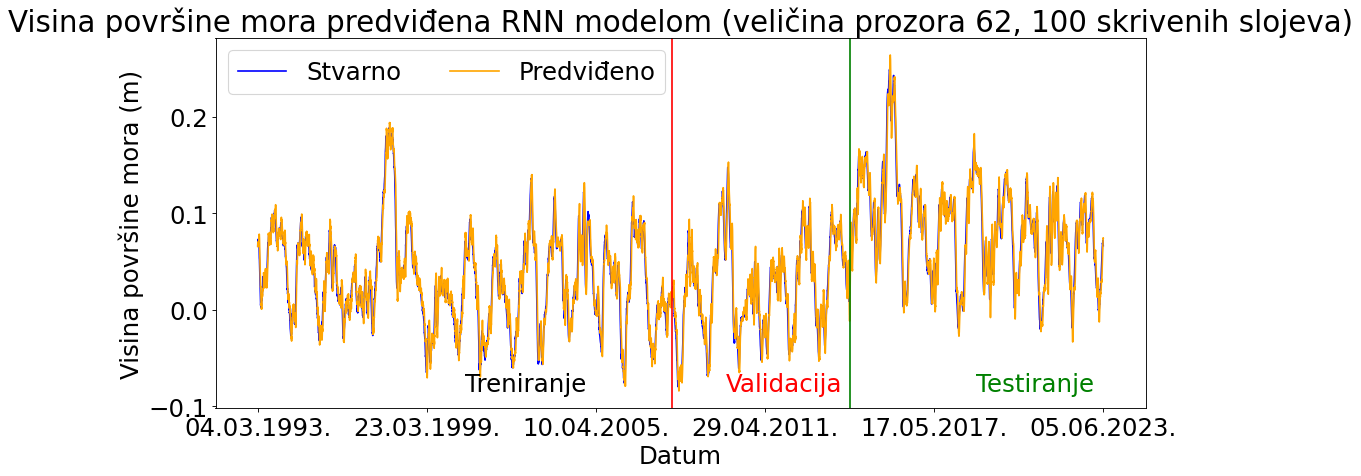 Visina površine mora predviđena RNN modelom (veličina prozora 62, 100 skrivenih slojeva)
Stvarno Predviđeno
Visina površine mora (m)
0.2
0.1
0.0
−0.1
Treniranje Validacija Testiranje
04.03.1993. 23.03.1999. 10.04.2005. 29.04.2011. 17.05.2017. 05.06.2023.
Datum